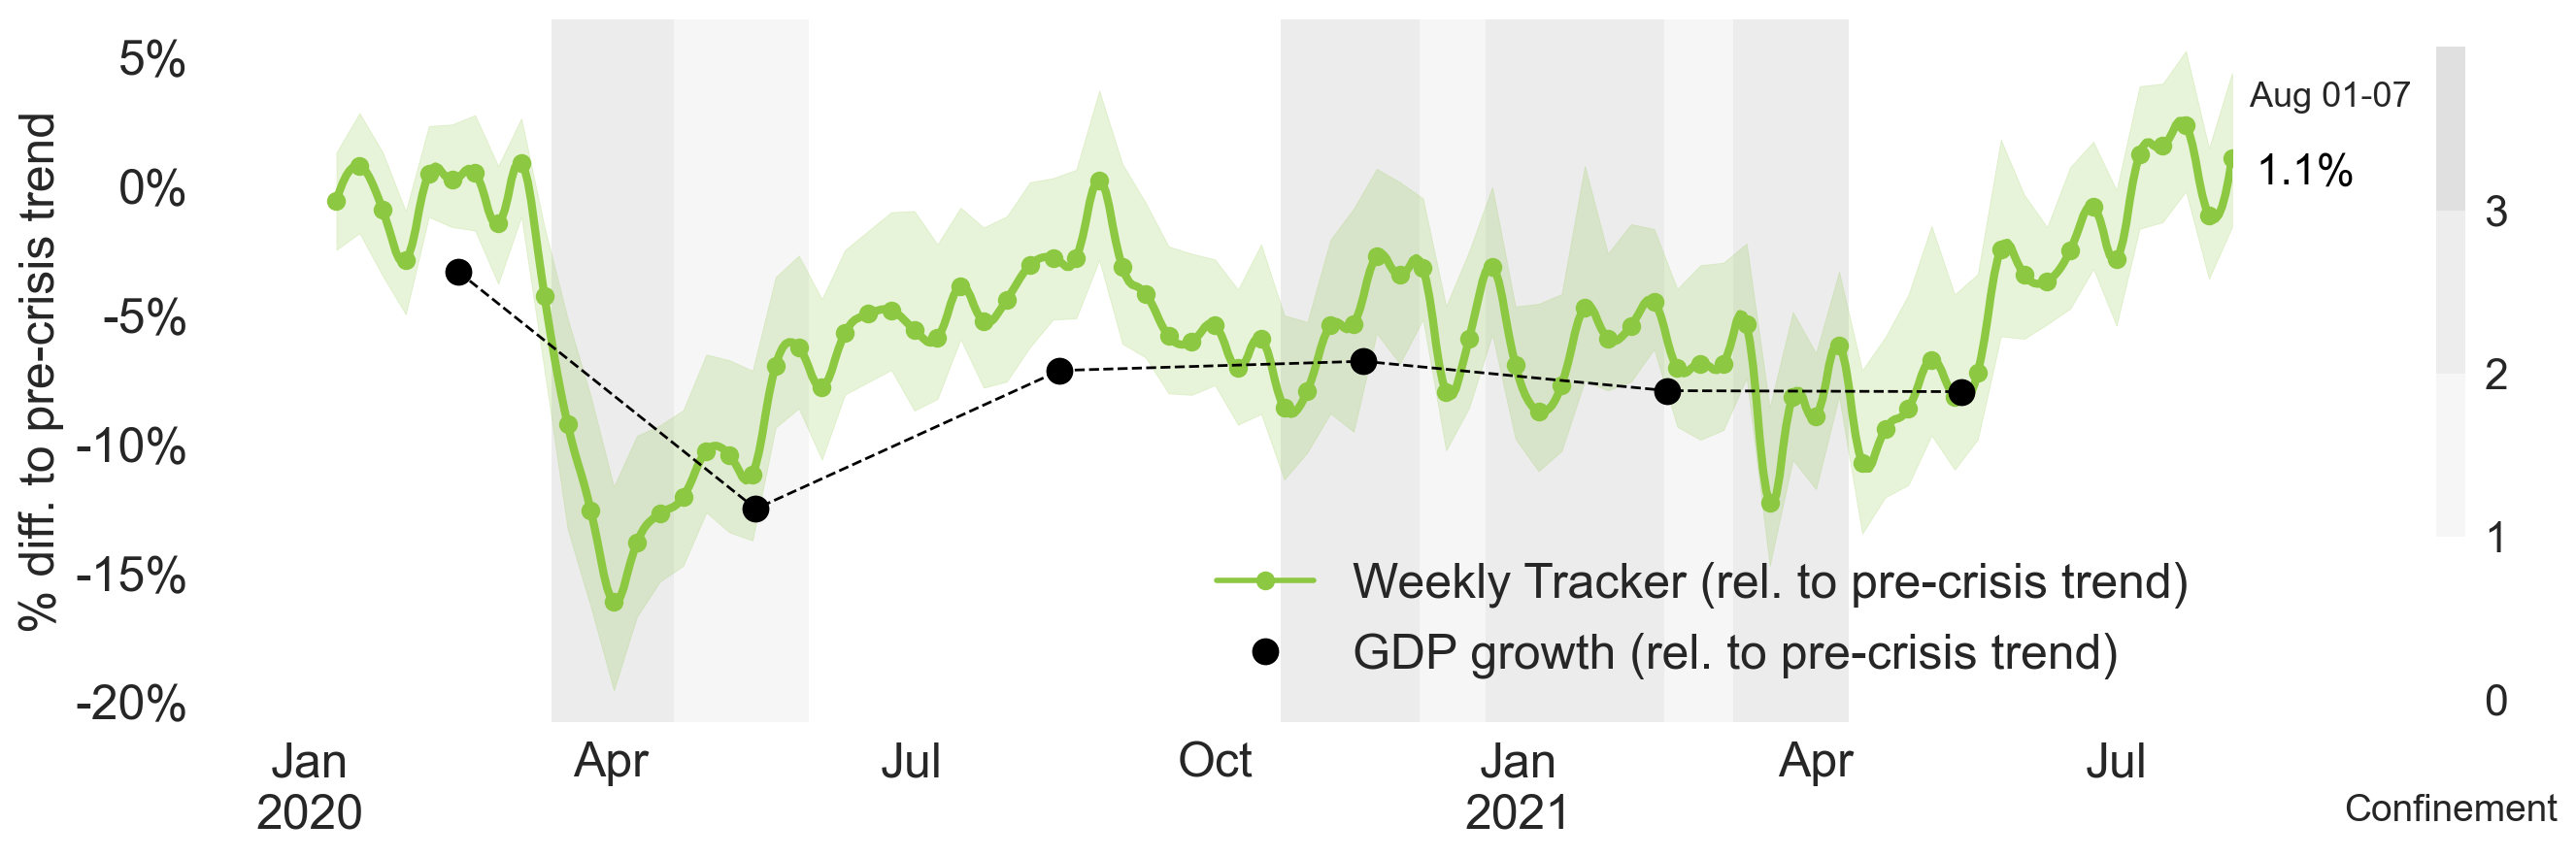 % diff. to pre-crisis trend
5%
0%
-5%
-10%
-15%
-20%
Aug 01-07
1.1%
3
2
1
0
Weekly Tracker (rel. to pre-crisis trend)
GDP growth (rel. to pre-crisis trend)
Jan Apr Jul Oct Jan Apr Jul
2020 2021
Confinement